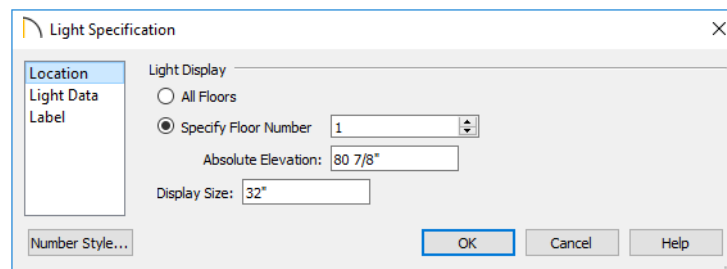 Light Specification
Location
Light Data
Label
Light Display
All Floors
Specify Floor Number 1
Absolute Elevation: 80 7/8"
Display Size: 32"
Number Style... OK Cancel Help